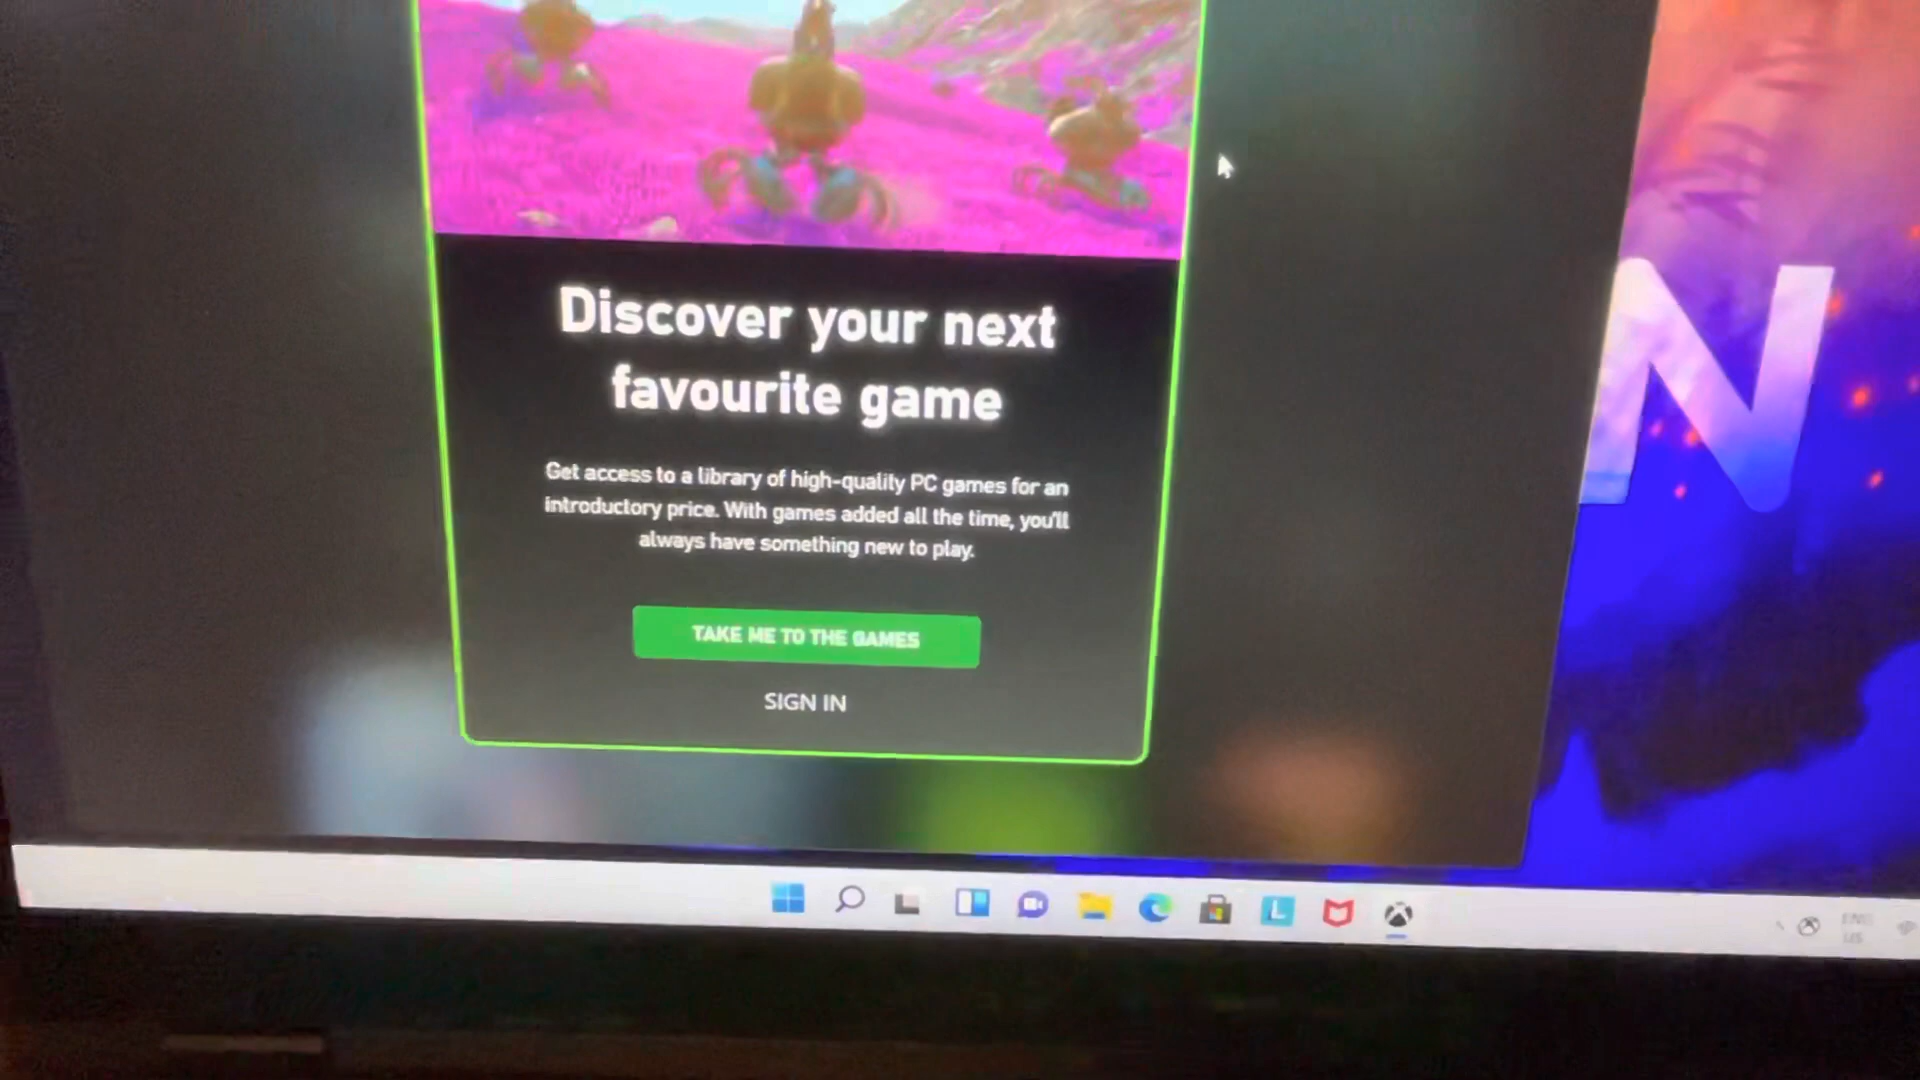 Discover your next
favourite game
Get access to a library of high-quality PC games for an
introductory price. With games added all the time, you'll
always have something new to play.
TAKE ME TO THE GAMES
SIGN IN
N
L
ENG
US